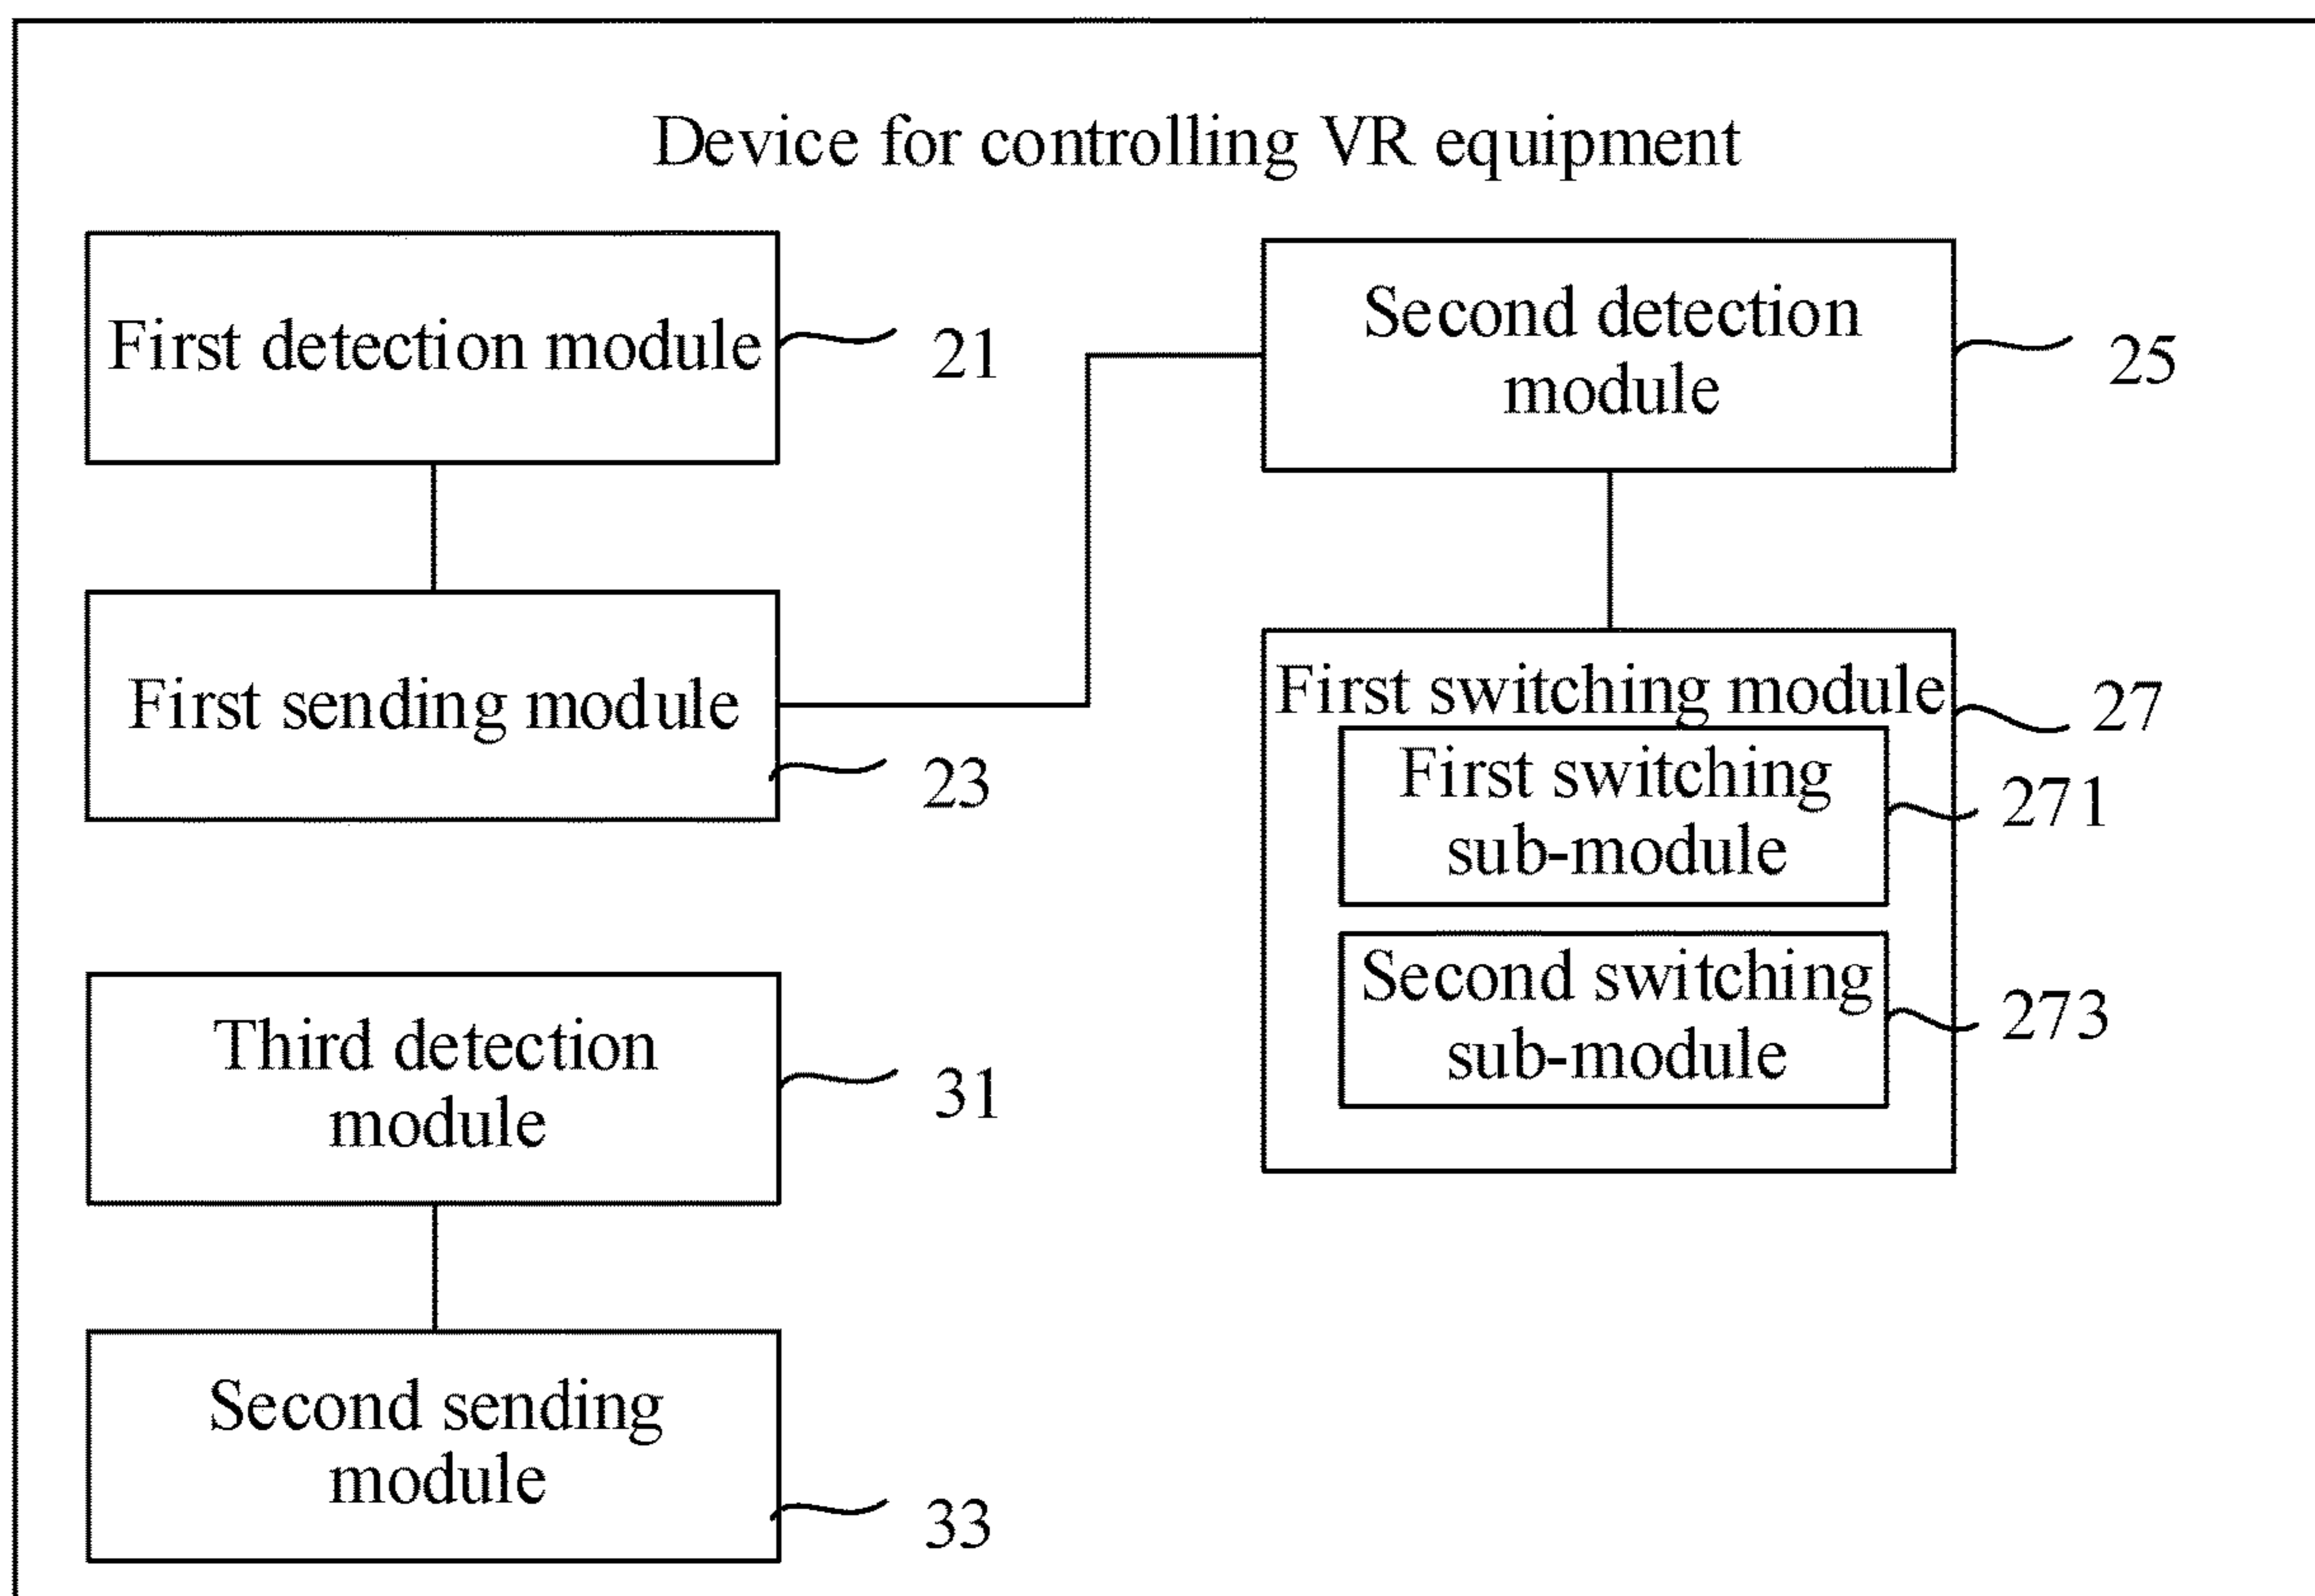 Device for controlling VR equipment
First detection module
21
First sending module
23
Third detection
module
31
Second sending
module
33
Second detection
module
25
First switching module
27
First switching
sub-module
271
Second switching
sub-module
273